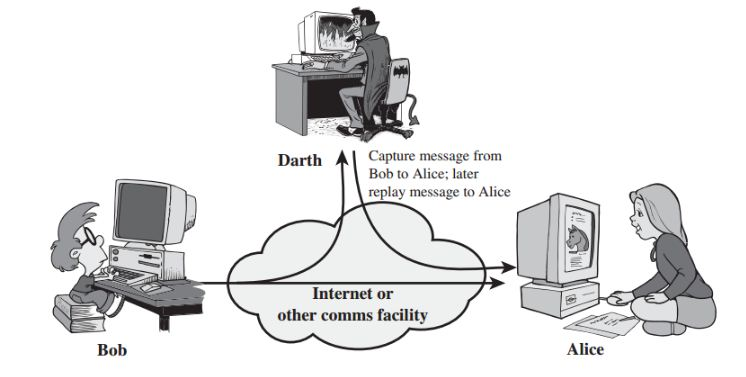 Darth
Capture message from
Bob to Alice; later
replay message to Alice
Internet or
other comms facility
Bob
Alice